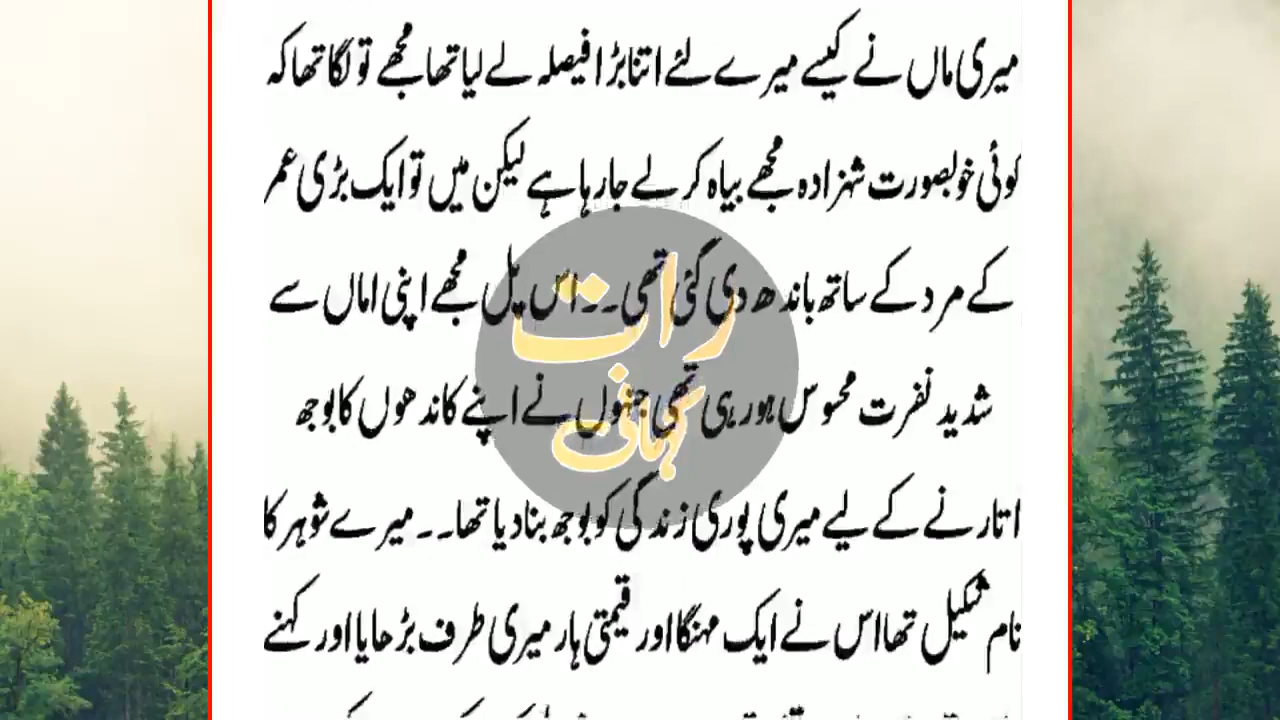 میری ماں نے کیسے میرے لئے اتنا بڑا فیصلہ لے لیا تھا مجھے تو لگا تھا کہ
کوئی خوبصورت شہزادہ مجھے بیاہ کر لے جا رہا ہے لیکن میں تو ایک بڑی عمر
کے مرد کے ساتھ باندھ دی گئی تھی۔۔ اس پل مجھے اپنی اماں سے
رات
شدید نفرت محسوس ہو رہی تھی جنہوں نے اپنے کاندھوں کا بوجھ
کہانی
اتارنے کے لیے میری پوری زندگی کو بوجھ بنا دیا تھا۔۔ میرے شوہر کا
نام شکیل تھا اس نے ایک مہنگا اور قیمتی ہار میری طرف بڑھایا اور کہنے